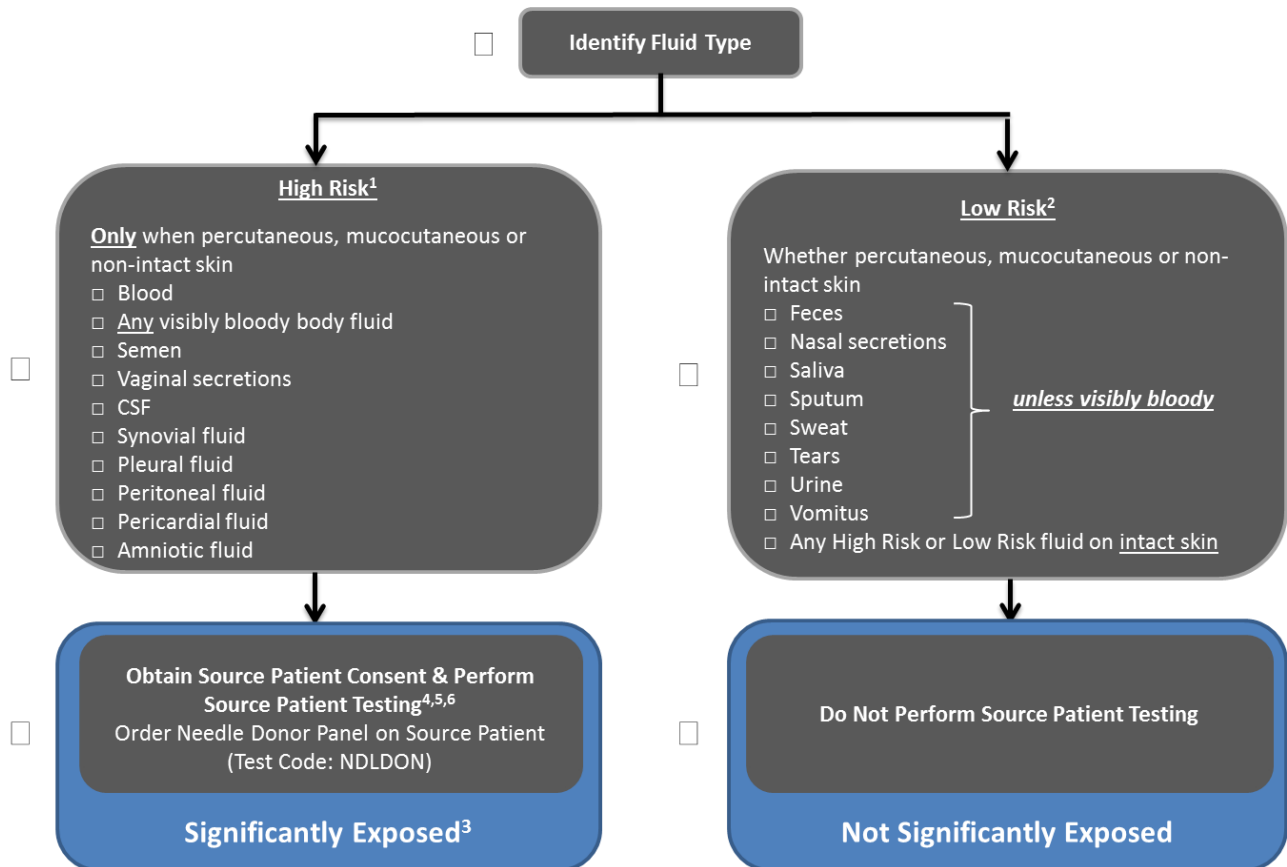 Identify Fluid Type
High Risk¹
Only when percutaneous, mucocutaneous or
non-intact skin
□ Blood
□ Any visibly bloody body fluid
□ Semen
□ Vaginal secretions
□ CSF
□ Synovial fluid
□ Pleural fluid
□ Peritoneal fluid
□ Pericardial fluid
□ Amniotic fluid
Low Risk²
Whether percutaneous, mucocutaneous or non-
intact skin
□ Feces
□ Nasal secretions
□ Saliva
□ Sputum
□ Sweat
□ Tears
□ Urine
□ Vomitus
unless visibly bloody
□ Any High Risk or Low Risk fluid on intact skin
Obtain Source Patient Consent & Perform
Source Patient Testing⁴,⁵,⁶
Order Needle Donor Panel on Source Patient
(Test Code: NDLDON)
Significantly Exposed³
Do Not Perform Source Patient Testing
Not Significantly Exposed